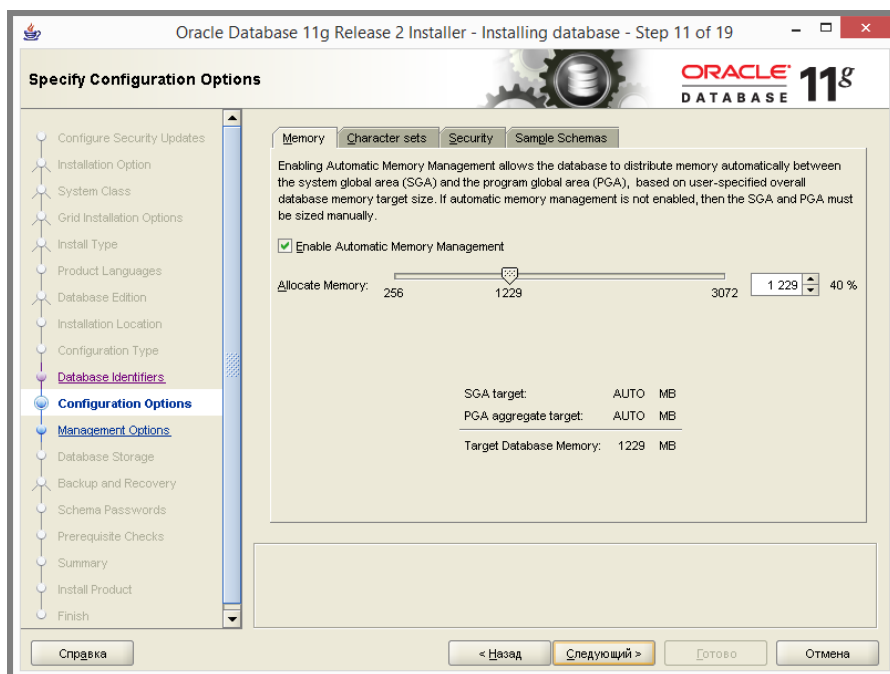 Oracle Database 11g Release 2 Installer - Installing database - Step 11 of 19
Specify Configuration Options
ORACLE
DATABASE
11g
Configure Security Updates
Installation Option
System Class
Grid Installation Options
Install Type
Product Languages
Database Edition
Installation Location
Configuration Type
Database Identifiers
Configuration Options
Management Options
Database Storage
Backup and Recovery
Schema Passwords
Prerequisite Checks
Summary
Install Product
Finish
Memory Character sets Security Sample Schemas
Enabling Automatic Memory Management allows the database to distribute memory automatically between
the system global area (SGA) and the program global area (PGA), based on user-specified overall
database memory target size. If automatic memory management is not enabled, then the SGA and PGA must
be sized manually.
Enable Automatic Memory Management
Allocate Memory: 1 229 40 %
256 1229 3072
SGA target: AUTO MB
PGA aggregate target: AUTO MB
Target Database Memory: 1229 MB
Справка < Назад Следующий > Готово Отмена